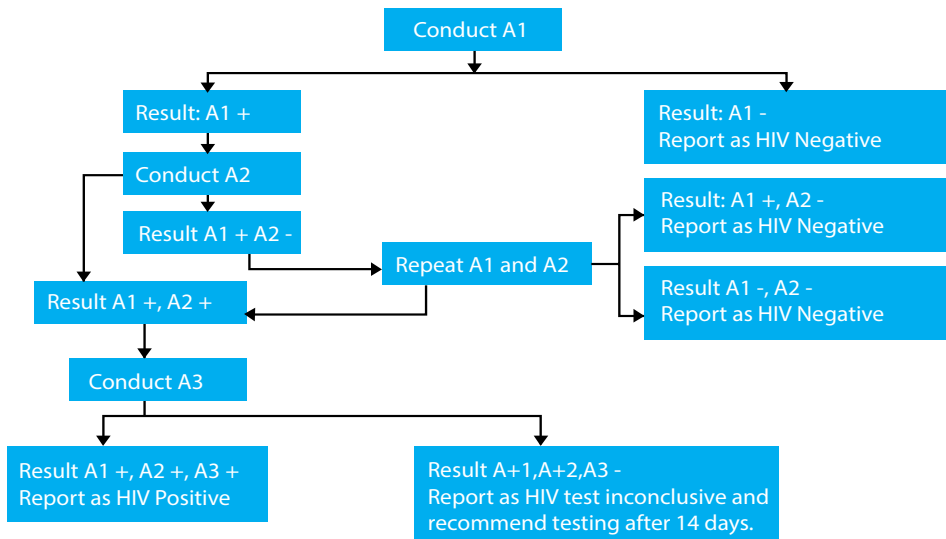 Conduct A1
Result: A1 +
Result: A1 -
Report as HIV Negative
Conduct A2
Result: A1 +, A2 -
Report as HIV Negative
Result A1 + A2 -
Repeat A1 and A2
Result A1 -, A2 -
Report as HIV Negative
Result A1 +, A2 +
Conduct A3
Result A1 +, A2 +, A3 +
Report as HIV Positive
Result A+1,A+2,A3 -
Report as HIV test inconclusive and
recommend testing after 14 days.